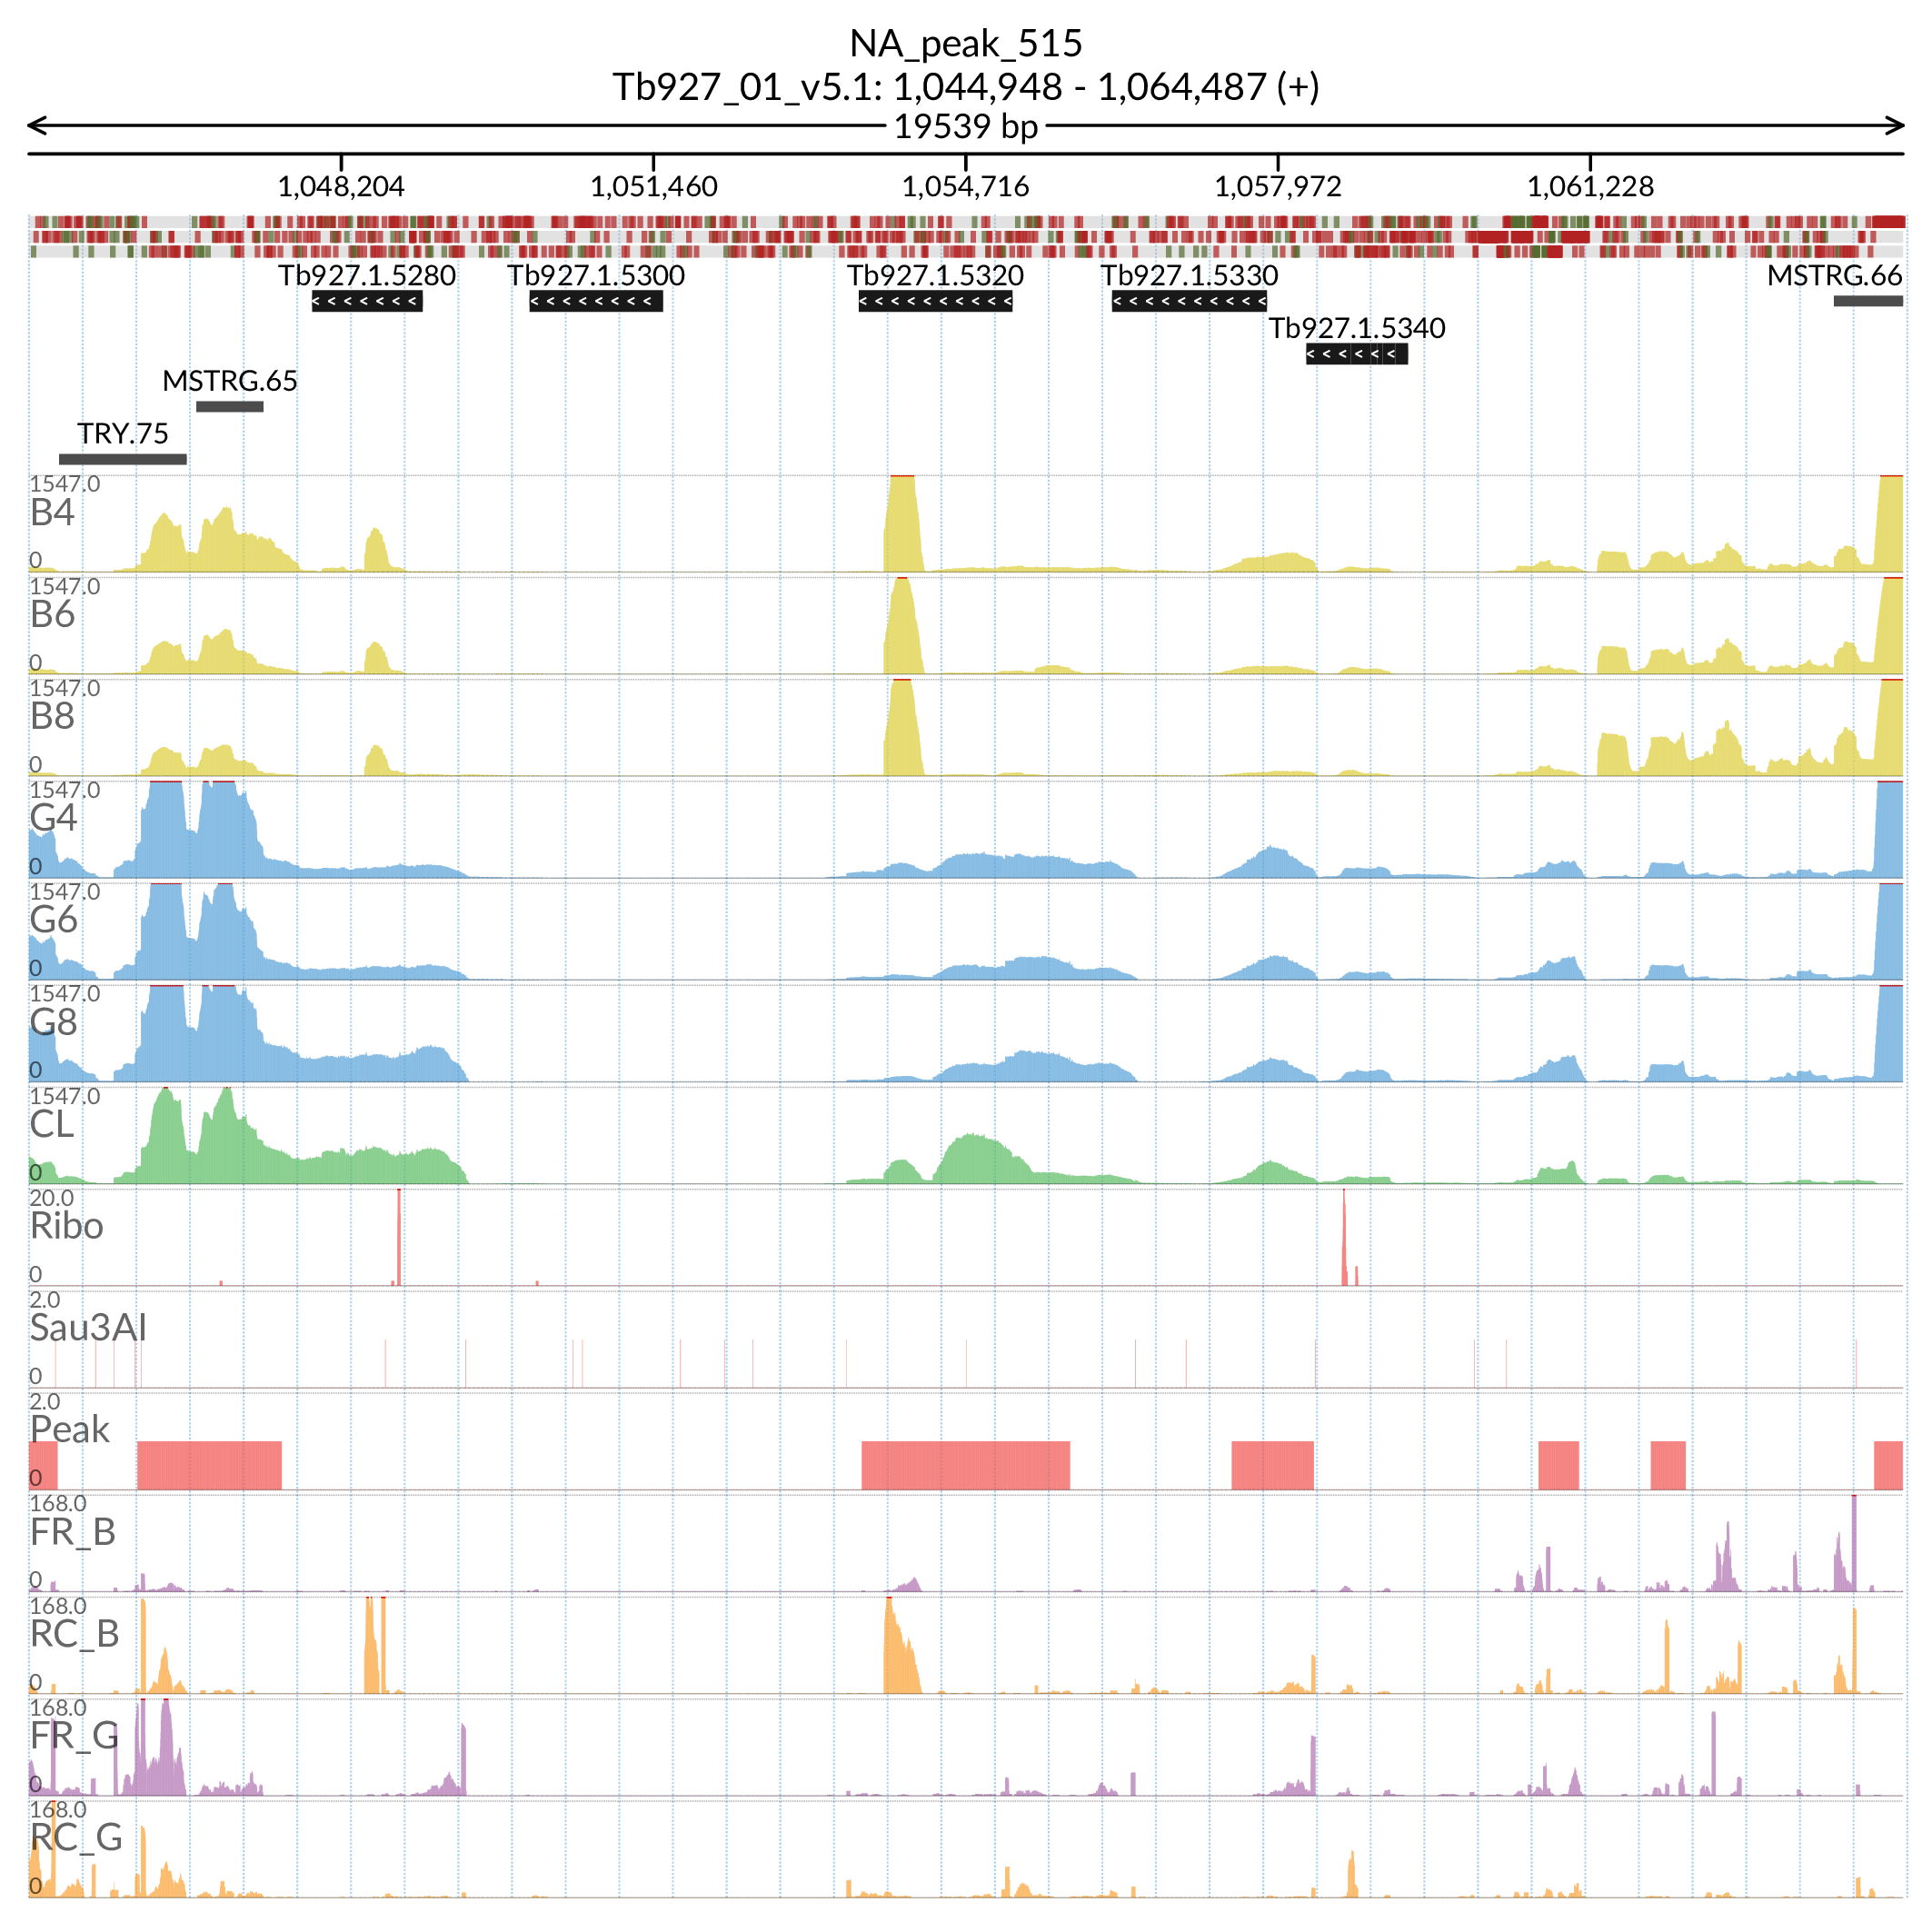 NA_peak_515
Tb927_01_v5.1: 1,044,948 - 1,064,487 (+)
19539 bp
1,048,204 1,051,460 1,054,716 1,057,972 1,061,228
Tb927.1.5280 Tb927.1.5300 Tb927.1.5320 Tb927.1.5330 MSTRG.66
Tb927.1.5340
MSTRG.65
TRY.75
1547.0
B4
0
1547.0
B6
0
1547.0
B8
0
1547.0
G4
0
1547.0
G6
0
1547.0
G8
0
1547.0
CL
0
20.0
Ribo
0
2.0
Sau3AI
0
2.0
Peak
0
168.0
FR_B
0
168.0
RC_B
0
168.0
FR_G
0
168.0
RC_G
0